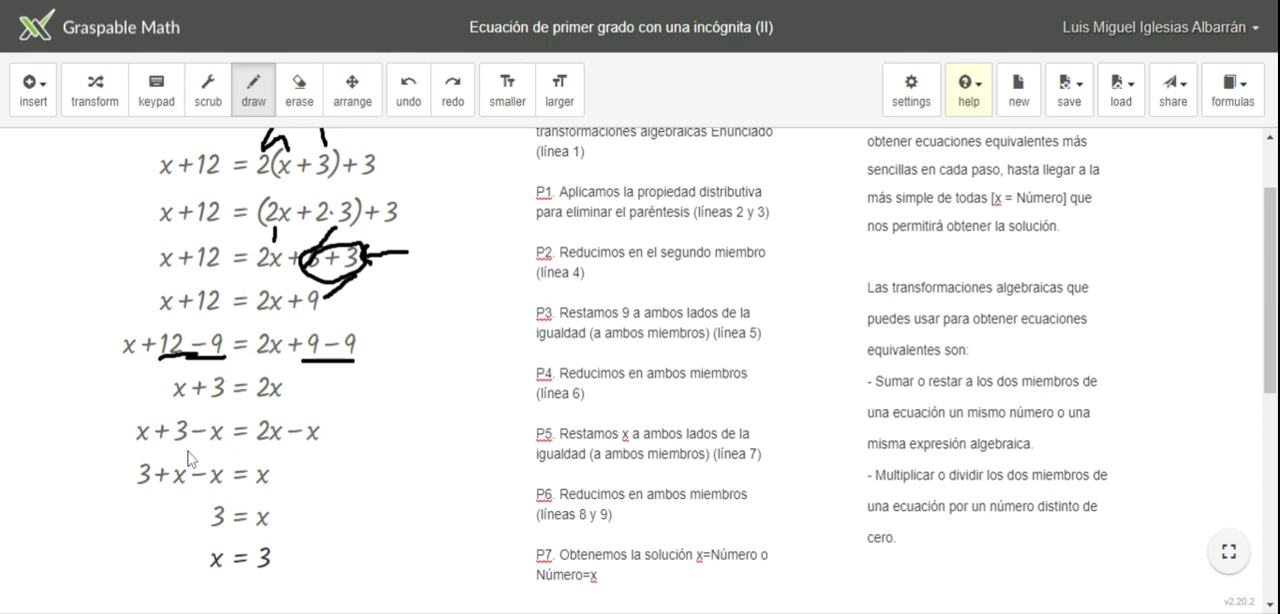 Graspable Math
Ecuación de primer grado con una incógnita (II)
Luis Miguel Iglesias Albarrán
insert
transform
keypad
scrub
draw
erase
arrange
undo
redo
smaller
larger
settings
help
new
save
load
share
formulas
x+12 = 2(x+3)+3
x+12 = (2x+2·3)+3
x+12 = 2x+6+3
x+12 = 2x+9
x+12-9 = 2x+9-9
x+3 = 2x
x+3-x = 2x-x
3+x-x = x
3 = x
x = 3
transformaciones algebraicas Enunciado
(línea 1)
P1. Aplicamos la propiedad distributiva
para eliminar el paréntesis (líneas 2 y 3)
P2. Reducimos en el segundo miembro
(línea 4)
P3. Restamos 9 a ambos lados de la
igualdad (a ambos miembros) (línea 5)
P4. Reducimos en ambos miembros
(línea 6)
P5. Restamos x a ambos lados de la
igualdad (a ambos miembros) (línea 7)
P6. Reducimos en ambos miembros
(líneas 8 y 9)
P7. Obtenemos la solución x=Número o
Número=x
obtener ecuaciones equivalentes más
sencillas en cada paso, hasta llegar a la
más simple de todas [x = Número] que
nos permitirá obtener la solución.
Las transformaciones algebraicas que
puedes usar para obtener ecuaciones
equivalentes son:
- Sumar o restar a los dos miembros de
una ecuación un mismo número o una
misma expresión algebraica.
- Multiplicar o dividir los dos miembros de
una ecuación por un número distinto de
cero.
v2.20.2